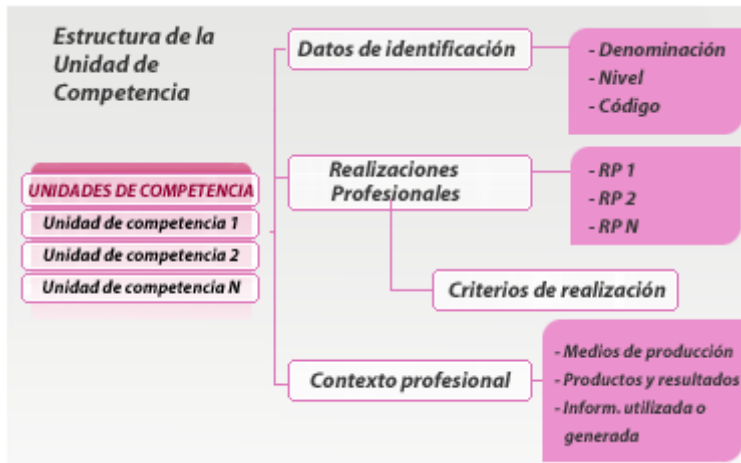 Estructura de la
Unidad de
Competencia
UNIDADES DE COMPETENCIA
Unidad de competencia 1
Unidad de competencia 2
Unidad de competencia N
Datos de identificación
- Denominación
- Nivel
- Código
Realizaciones
Profesionales
- RP 1
- RP 2
- RP N
Criterios de realización
Contexto profesional
- Medios de producción
- Productos y resultados
- Inform. utilizada o
generada